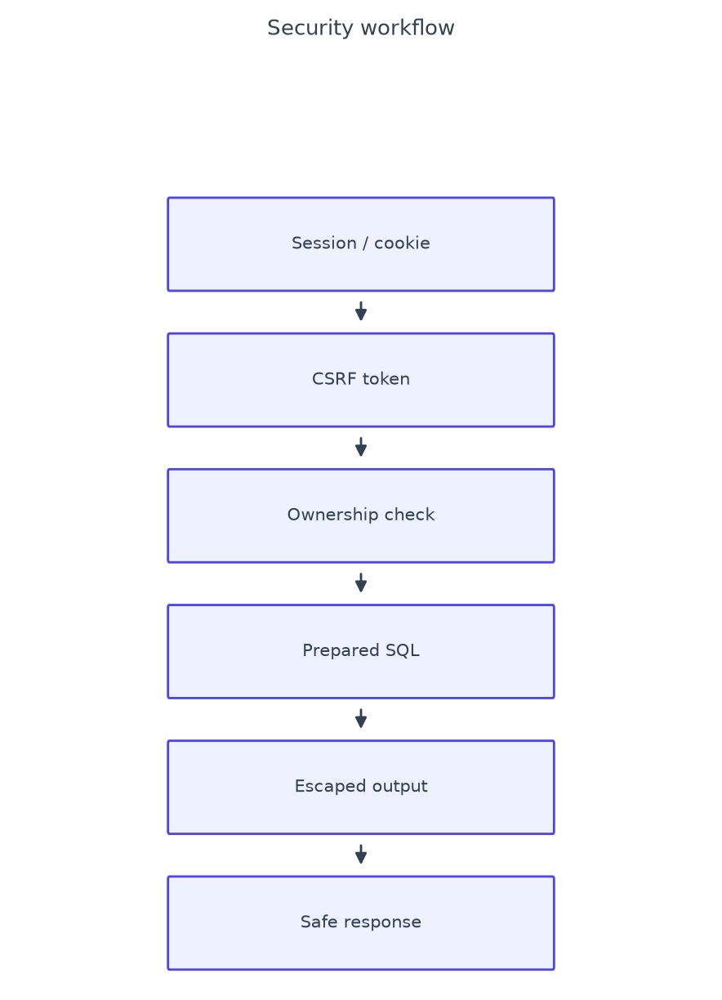 Security workflow
Session / cookie
CSRF token
Ownership check
Prepared SQL
Escaped output
Safe response